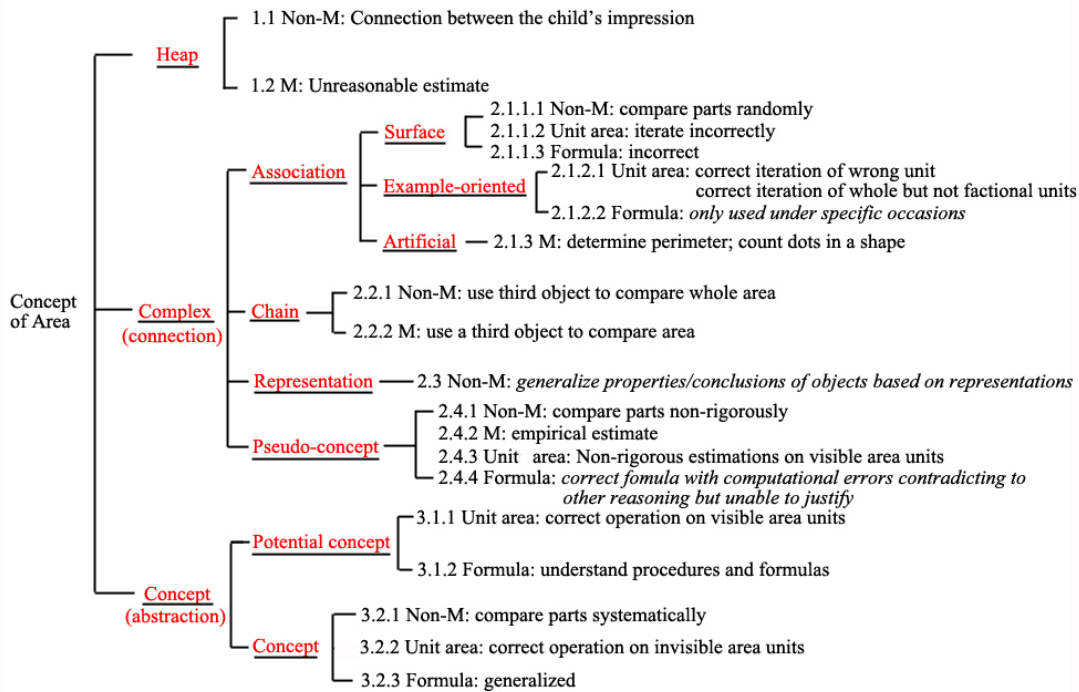 1.1 Non-M: Connection between the child’s impression
Heap
1.2 M: Unreasonable estimate
2.1.1.1 Non-M: compare parts randomly
Surface
2.1.1.2 Unit area: iterate incorrectly
2.1.1.3 Formula: incorrect
Association
2.1.2.1 Unit area: correct iteration of wrong unit
Example-oriented
correct iteration of whole but not factional units
2.1.2.2 Formula: only used under specific occasions
Artificial
2.1.3 M: determine perimeter; count dots in a shape
2.2.1 Non-M: use third object to compare whole area
Concept
of Area
Complex
(connection)
Chain
2.2.2 M: use a third object to compare area
Representation
2.3 Non-M: generalize properties/conclusions of objects based on representations
2.4.1 Non-M: compare parts non-rigorously
2.4.2 M: empirical estimate
Pseudo-concept
2.4.3 Unit area: Non-rigorous estimations on visible area units
2.4.4 Formula: correct fomula with computational errors contradicting to
other reasoning but unable to justify
3.1.1 Unit area: correct operation on visible area units
Potential concept
3.1.2 Formula: understand procedures and formulas
Concept
(abstraction)
3.2.1 Non-M: compare parts systematically
Concept
3.2.2 Unit area: correct operation on invisible area units
3.2.3 Formula: generalized